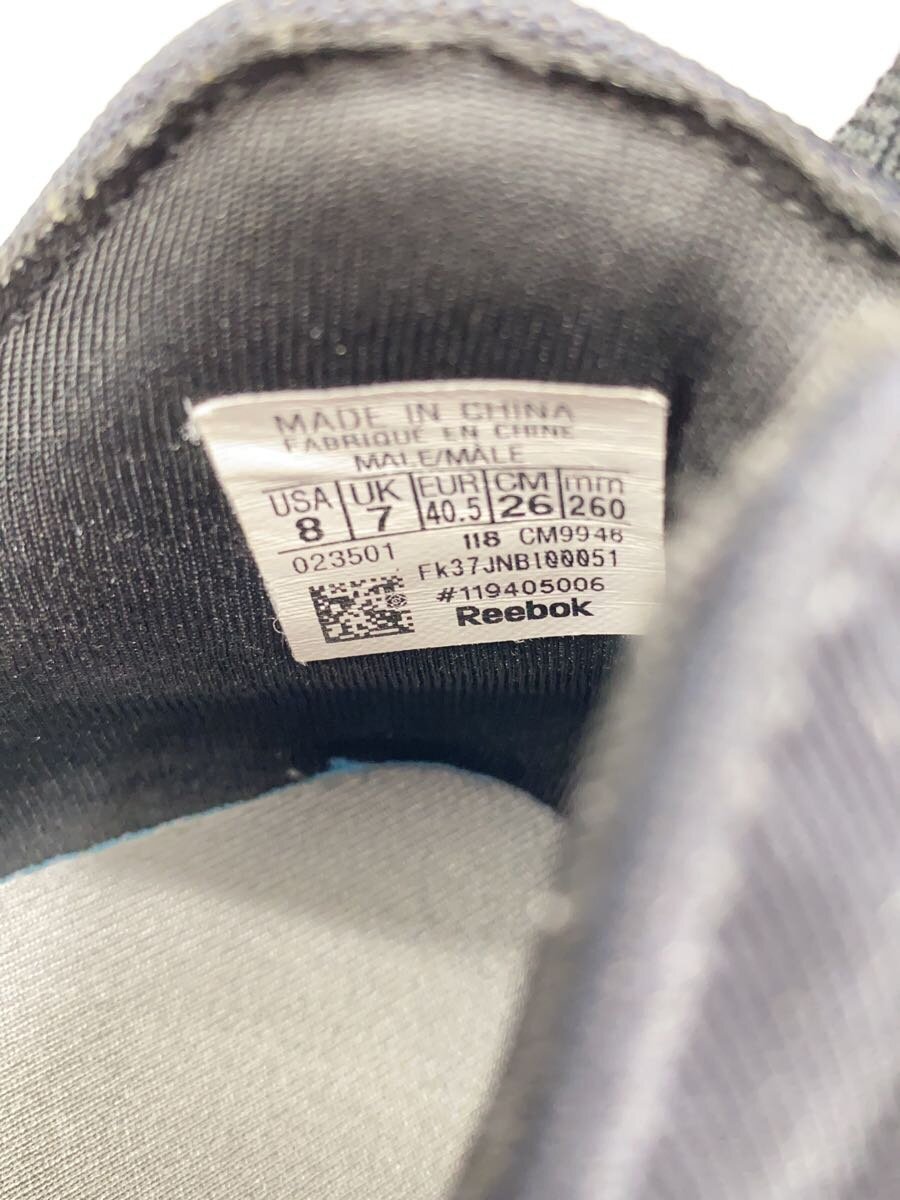 MADE IN CHINA
FABRIQUÉ EN CHINE
MALE/MÂLE
USA UK EUR CM mm
8 7 40.5 26 260
023501 118 CM9946
Fk37JNBI00051
#119405006
Reebok